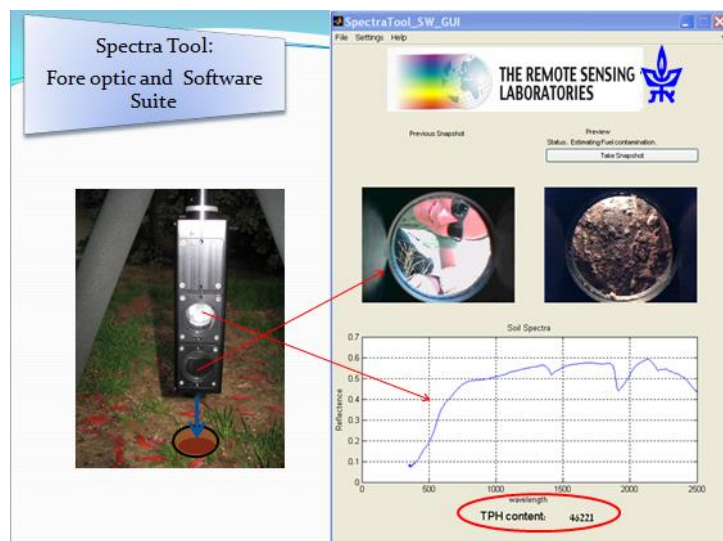 Spectra Tool:
Fore optic and Software
Suite
SpectraTool_SW_GUI
File Settings Help
THE REMOTE SENSING
LABORATORIES
Previous Snapshot
Preview
Status. Estimating Fuel contamination.
Take Snapshot
Soil Spectra
Reflectance
0.7
0.6
0.5
0.4
0.3
0.2
0.1
0
0 500 1000 1500 2000 2500
wavelength
TPH content: 46221